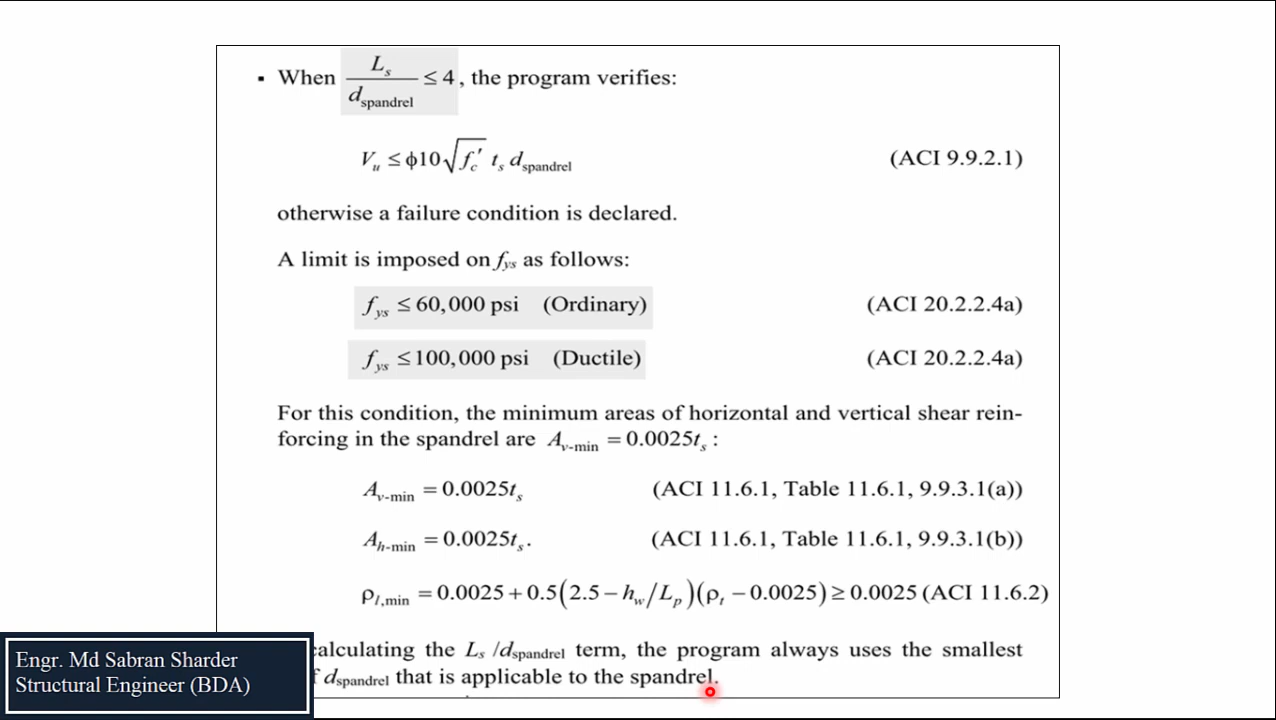 ▪ When L_s / d_spandrel ≤ 4, the program verifies:
V_u ≤ ϕ10√f_c′ t_s d_spandrel (ACI 9.9.2.1)
otherwise a failure condition is declared.
A limit is imposed on f_ys as follows:
f_ys ≤ 60,000 psi (Ordinary) (ACI 20.2.2.4a)
f_ys ≤ 100,000 psi (Ductile) (ACI 20.2.2.4a)
For this condition, the minimum areas of horizontal and vertical shear rein-
forcing in the spandrel are A_v-min = 0.0025t_s :
A_v-min = 0.0025t_s (ACI 11.6.1, Table 11.6.1, 9.9.3.1(a))
A_h-min = 0.0025t_s. (ACI 11.6.1, Table 11.6.1, 9.9.3.1(b))
ρ_l,min = 0.0025 + 0.5(2.5 − h_w/L_p)(ρ_t − 0.0025) ≥ 0.0025 (ACI 11.6.2)
calculating the L_s /d_spandrel term, the program always uses the smallest
d_spandrel that is applicable to the spandrel.
Engr. Md Sabran Sharder
Structural Engineer (BDA)